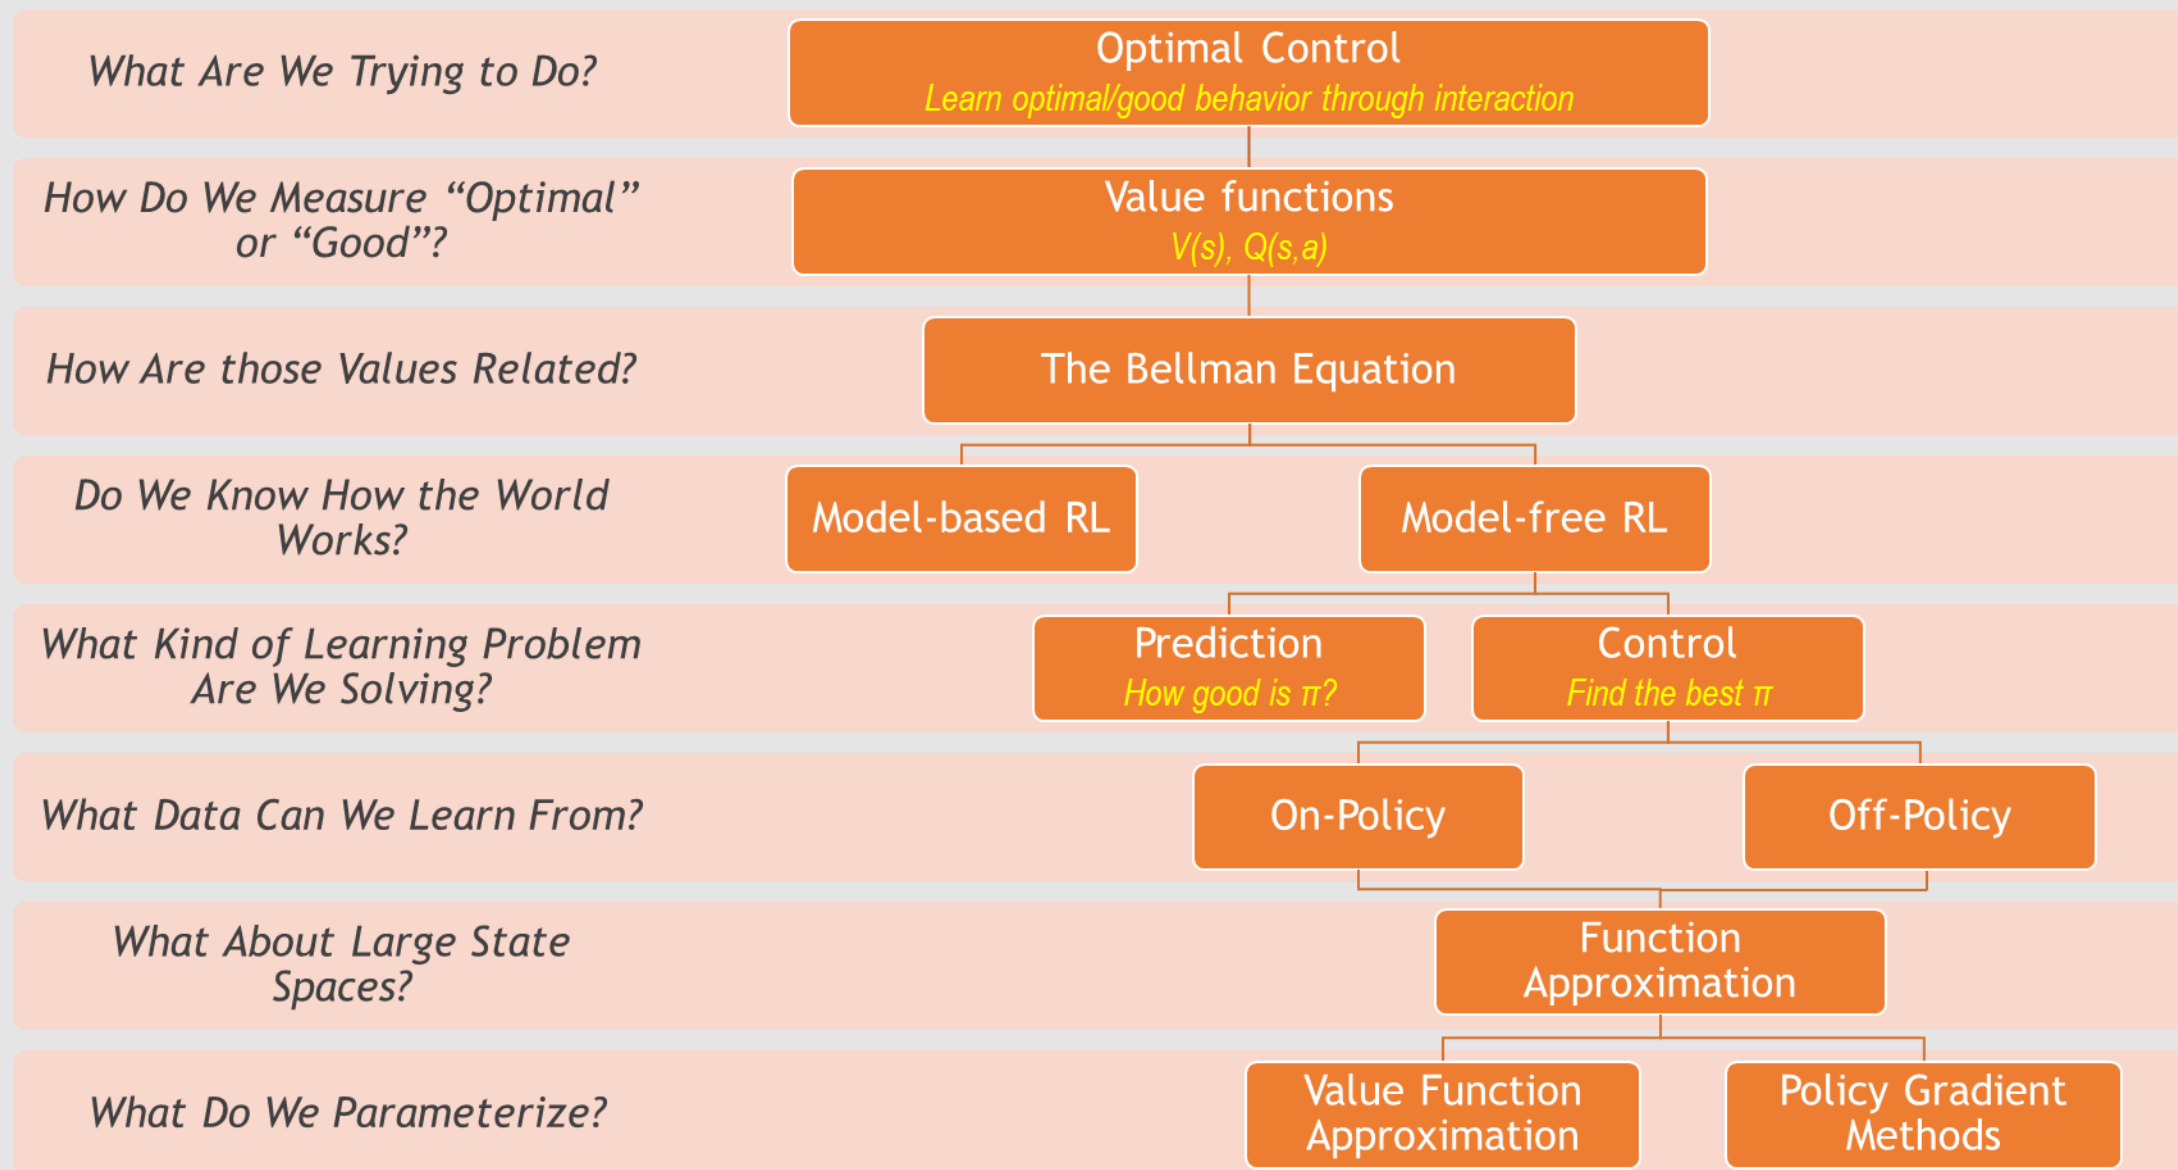 What Are We Trying to Do?
Optimal Control
Learn optimal/good behavior through interaction
How Do We Measure “Optimal”
or “Good”?
Value functions
V(s), Q(s,a)
How Are those Values Related?
The Bellman Equation
Do We Know How the World
Works?
Model-based RL
Model-free RL
What Kind of Learning Problem
Are We Solving?
Prediction
How good is π?
Control
Find the best π
What Data Can We Learn From?
On-Policy
Off-Policy
What About Large State
Spaces?
Function
Approximation
What Do We Parameterize?
Value Function
Approximation
Policy Gradient
Methods